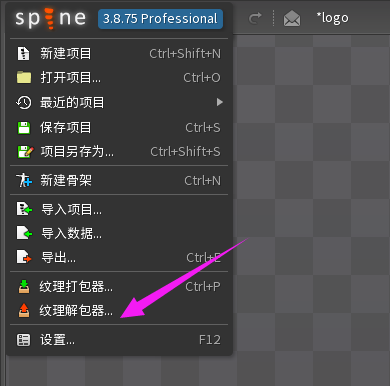 spine 3.8.75 Professional *logo
新建项目 Ctrl+Shift+N
打开项目... Ctrl+O
最近的项目
保存项目 Ctrl+S
项目另存为... Ctrl+Shift+S
新建骨架 Ctrl+N
导入项目...
导入数据...
导出... Ctrl+E
纹理打包器... Ctrl+P
纹理解包器...
设置... F12